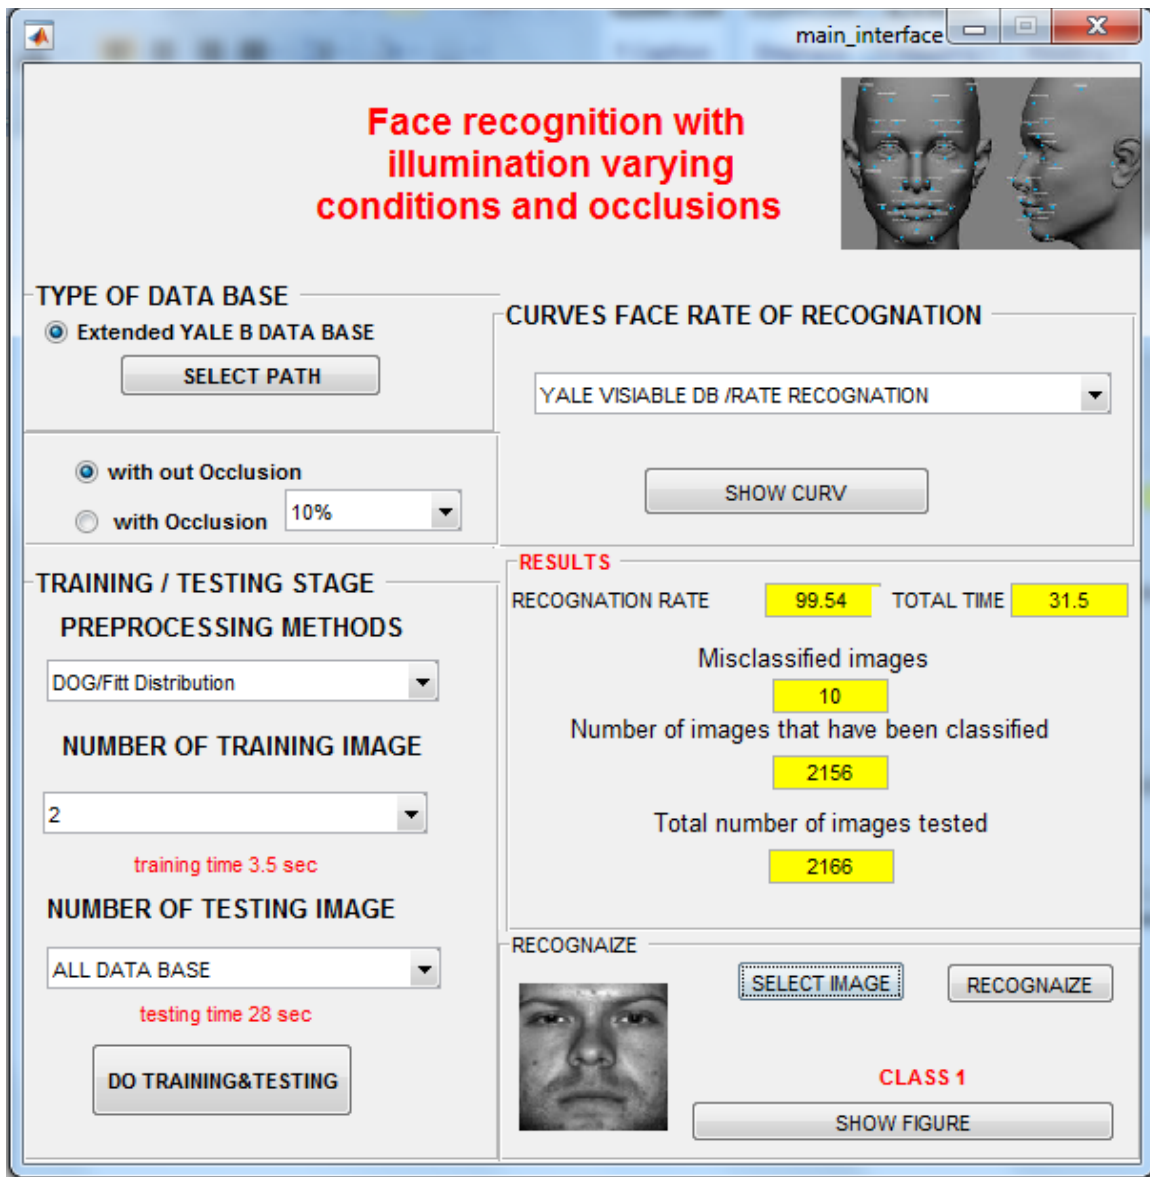 main_interface
Face recognition with
illumination varying
conditions and occlusions
TYPE OF DATA BASE
Extended YALE B DATA BASE
SELECT PATH
with out Occlusion
with Occlusion 10%
CURVES FACE RATE OF RECOGNATION
YALE VISIABLE DB /RATE RECOGNATION
SHOW CURV
TRAINING / TESTING STAGE
PREPROCESSING METHODS
DOG/Fitt Distribution
NUMBER OF TRAINING IMAGE
2
training time 3.5 sec
NUMBER OF TESTING IMAGE
ALL DATA BASE
testing time 28 sec
DO TRAINING&TESTING
RESULTS
RECOGNATION RATE 99.54 TOTAL TIME 31.5
Misclassified images
10
Number of images that have been classified
2156
Total number of images tested
2166
RECOGNAIZE
SELECT IMAGE RECOGNAIZE
CLASS 1
SHOW FIGURE